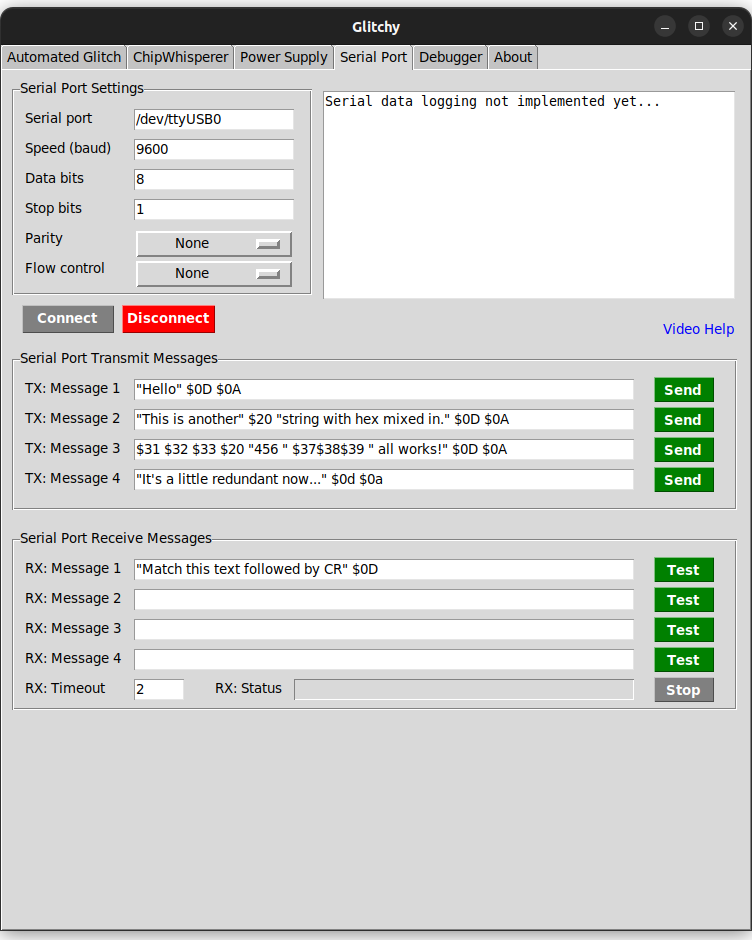 Glitchy
Automated Glitch ChipWhisperer Power Supply Serial Port Debugger About
Serial Port Settings
Serial port /dev/ttyUSB0
Speed (baud) 9600
Data bits 8
Stop bits 1
Parity None
Flow control None
Serial data logging not implemented yet...
Connect Disconnect
Video Help
Serial Port Transmit Messages
TX: Message 1 "Hello" $0D $0A Send
TX: Message 2 "This is another" $20 "string with hex mixed in." $0D $0A Send
TX: Message 3 $31 $32 $33 $20 "456 " $37$38$39 " all works!" $0D $0A Send
TX: Message 4 "It's a little redundant now..." $0d $0a Send
Serial Port Receive Messages
RX: Message 1 "Match this text followed by CR" $0D Test
RX: Message 2 Test
RX: Message 3 Test
RX: Message 4 Test
RX: Timeout 2 RX: Status Stop